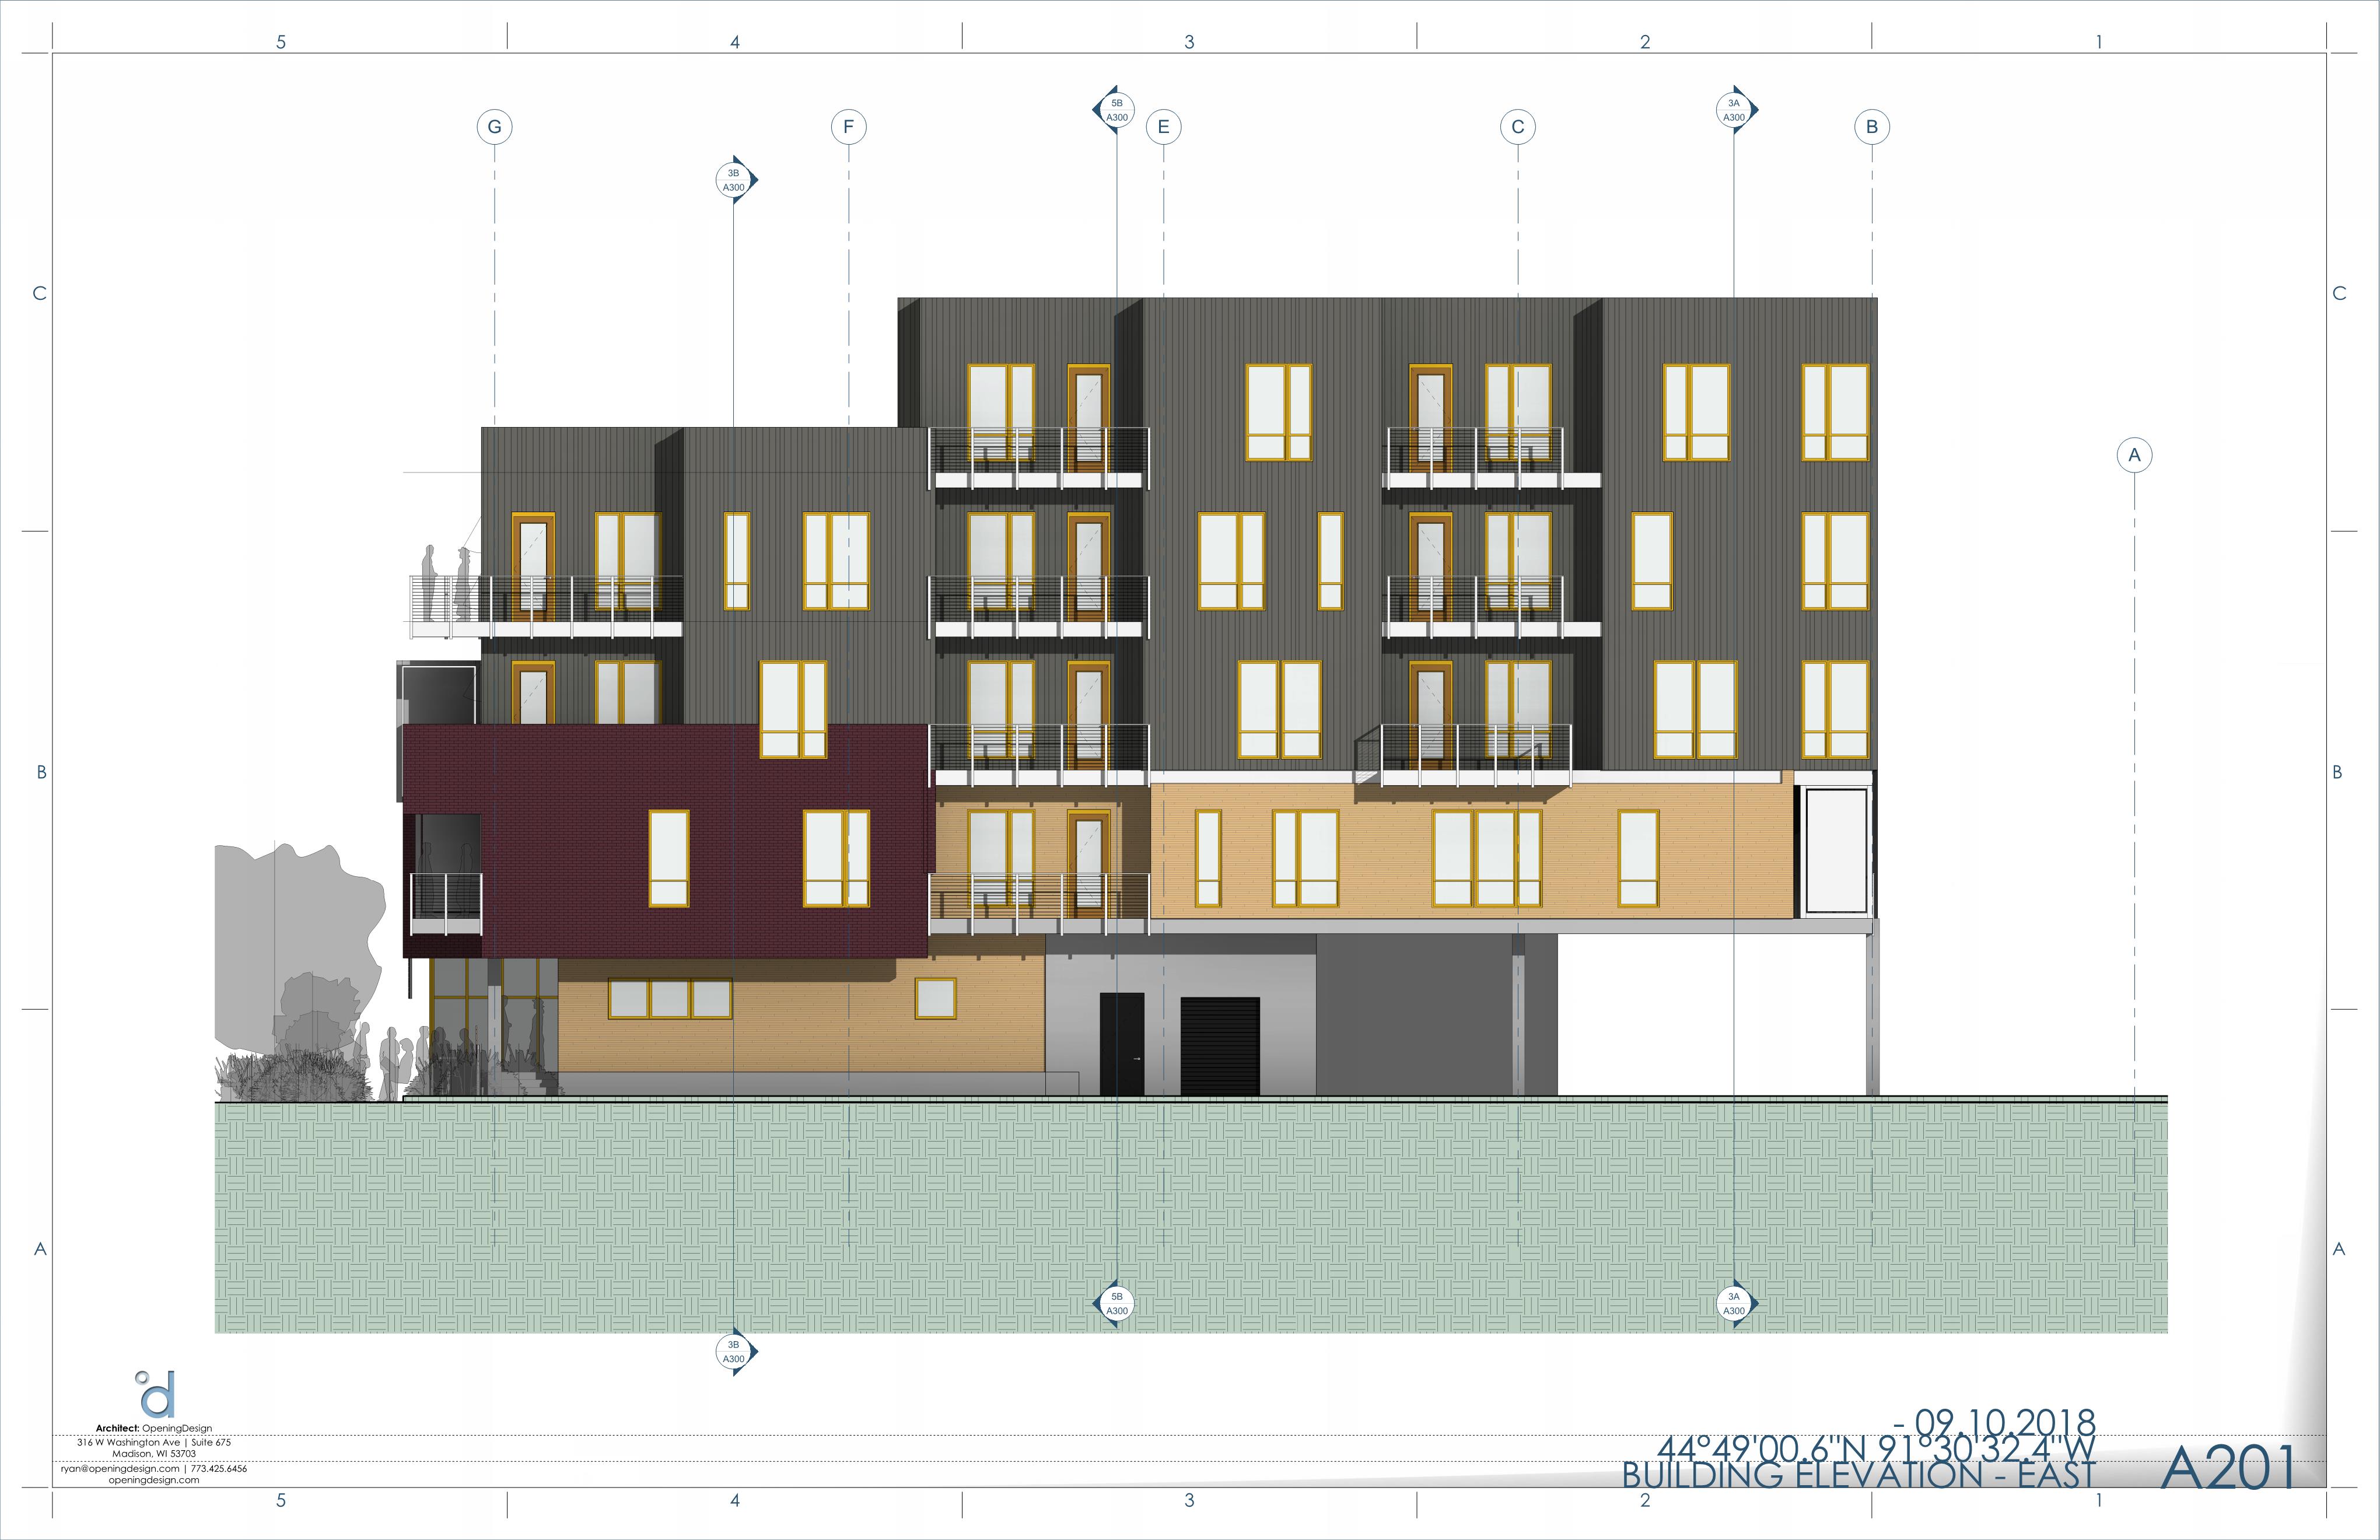 5 4 3 2 1
5B
A300
3A
A300
G F E C B
3B
A300
C C
A
B B
A A
5B
A300
3A
A300
3B
A300
d
Architect: OpeningDesign
316 W Washington Ave | Suite 675
Madison, WI 53703
ryan@openingdesign.com | 773.425.6456
openingdesign.com
- 09.10.2018
44°49'00.6"N 91°30'32.4"W
BUILDING ELEVATION - EAST
A201
5 4 3 2 1